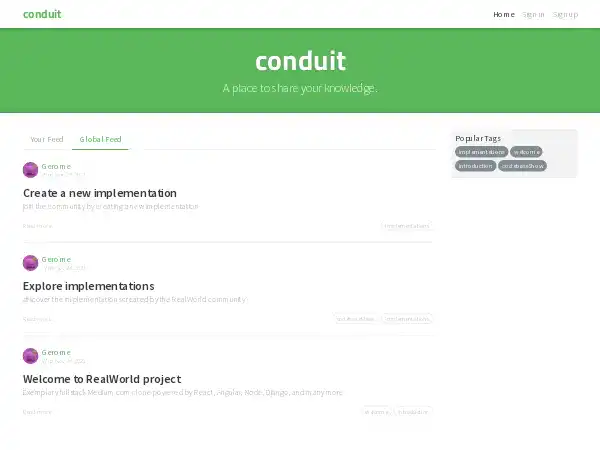 conduit
Home Sign in Sign up
conduit
A place to share your knowledge.
Your Feed Global Feed
Popular Tags
implementations welcome
introduction codebaseShow
Gerome
Create a new implementation
join the community by creating a new implementation
Read more...
implementations
Gerome
Explore implementations
discover the implementations created by the RealWorld community
Read more...
codebaseShow implementations
Gerome
Welcome to RealWorld project
Exemplary fullstack Medium.com clone powered by React, Angular, Node, Django, and many more
Read more...
welcome introduction